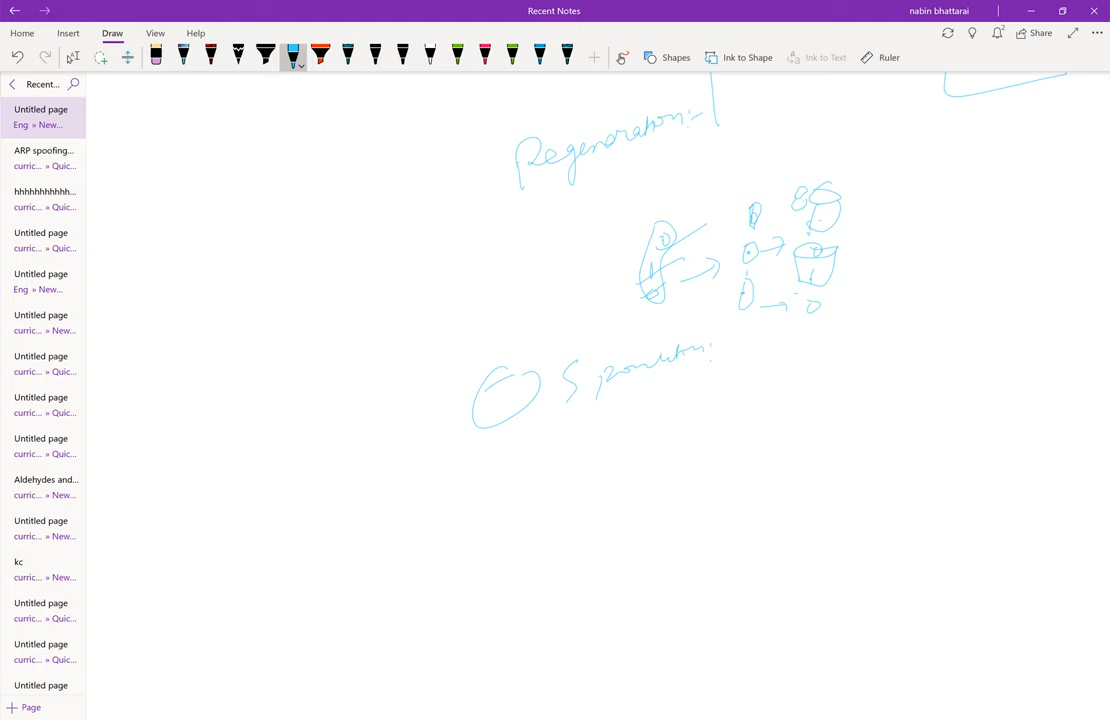 Recent Notes
nabin bhattarai
Home Insert Draw View Help
Share
Shapes Ink to Shape Ink to Text Ruler
Recent...
Untitled page
Eng » New...
ARP spoofing...
curric... » Quic...
hhhhhhhhhhh...
curric... » Quic...
Untitled page
curric... » Quic...
Untitled page
Eng » New...
Untitled page
curric... » New...
Untitled page
curric... » Quic...
Untitled page
curric... » Quic...
Untitled page
curric... » Quic...
Aldehydes and...
curric... » New...
Untitled page
curric... » New...
kc
curric... » New...
Untitled page
curric... » Quic...
Untitled page
curric... » Quic...
Untitled page
Page
Regeneration:-